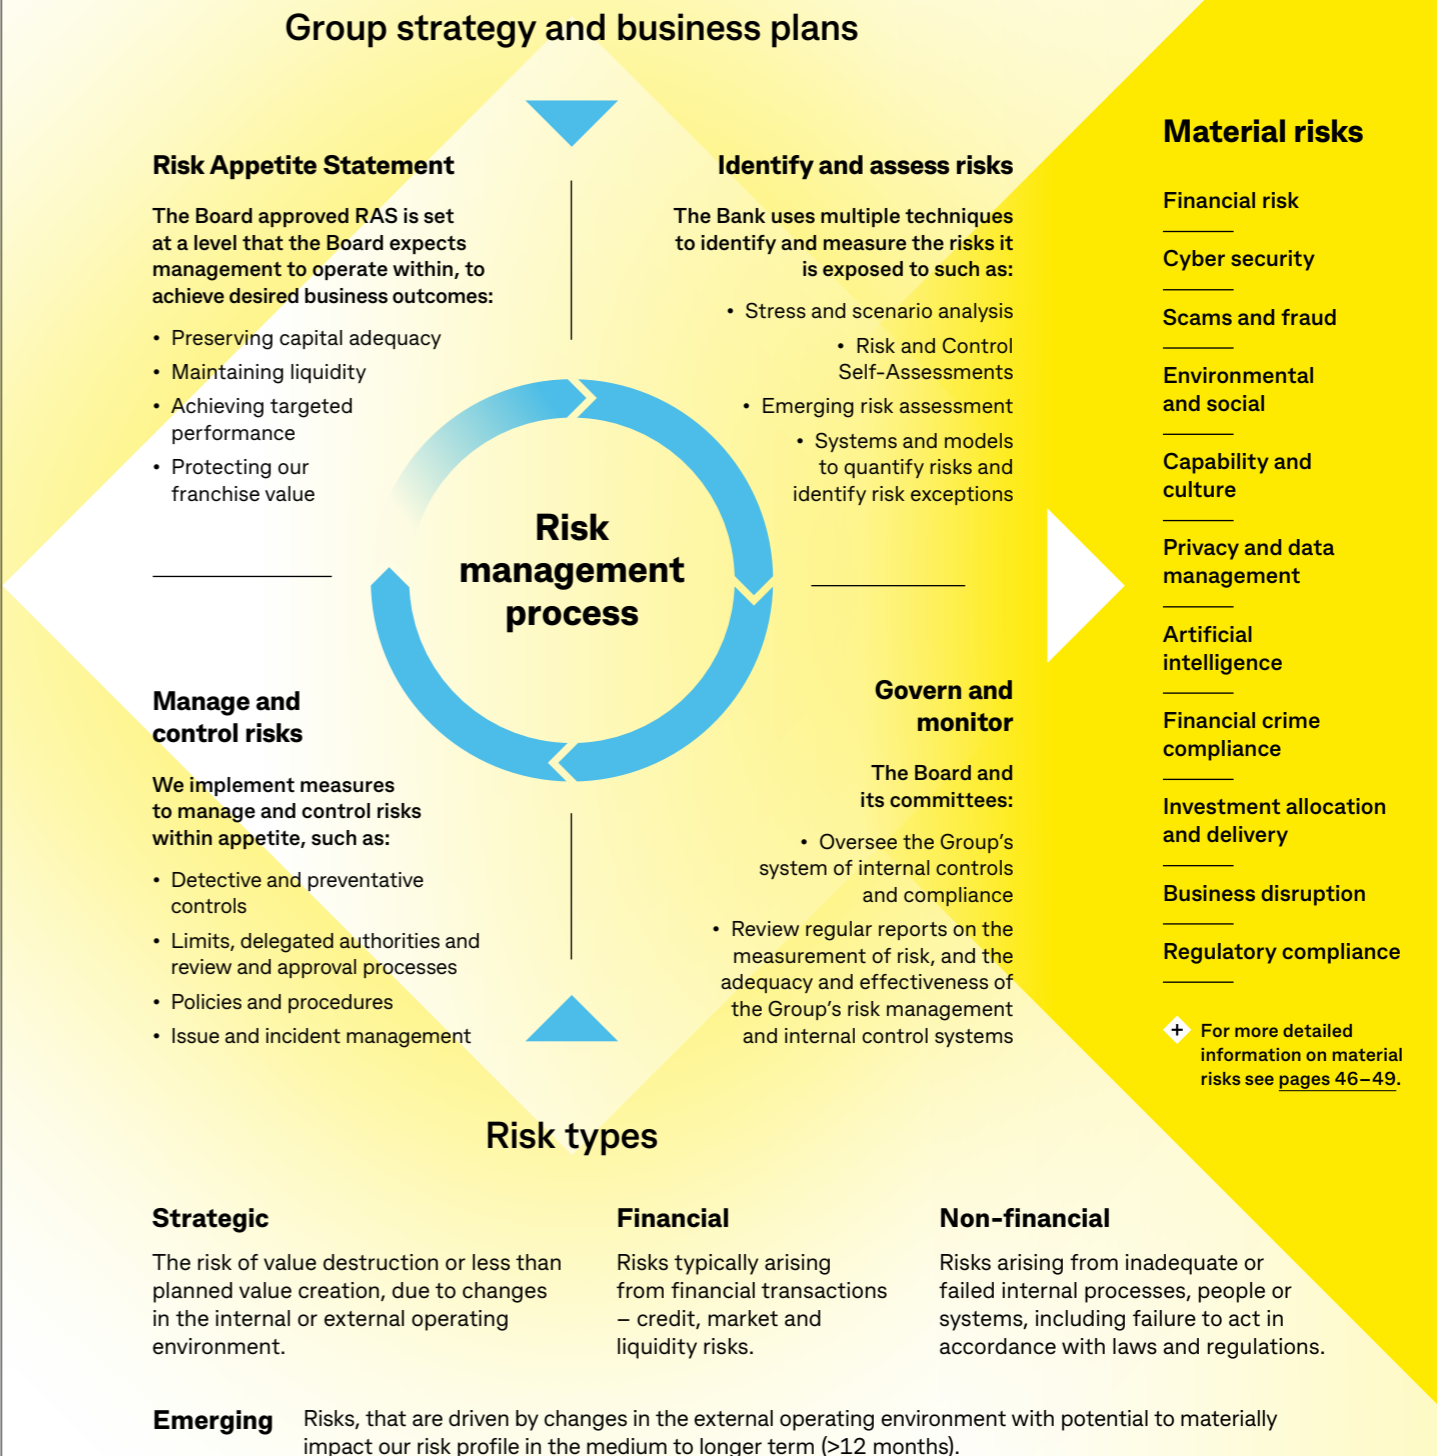 Group strategy and business plans
Risk Appetite Statement
The Board approved RAS is set
at a level that the Board expects
management to operate within, to
achieve desired business outcomes:
• Preserving capital adequacy
• Maintaining liquidity
• Achieving targeted
performance
• Protecting our
franchise value
Identify and assess risks
The Bank uses multiple techniques
to identify and measure the risks it
is exposed to such as:
• Stress and scenario analysis
• Risk and Control
Self-Assessments
• Emerging risk assessment
• Systems and models
to quantify risks and
identify risk exceptions
Risk
management
process
Manage and
control risks
We implement measures
to manage and control risks
within appetite, such as:
• Detective and preventative
controls
• Limits, delegated authorities and
review and approval processes
• Policies and procedures
• Issue and incident management
Govern and
monitor
The Board and
its committees:
• Oversee the Group's
system of internal controls
and compliance
• Review regular reports on the
measurement of risk, and the
adequacy and effectiveness of
the Group's risk management
and internal control systems
Material risks
Financial risk
Cyber security
Scams and fraud
Environmental
and social
Capability and
culture
Privacy and data
management
Artificial
intelligence
Financial crime
compliance
Investment allocation
and delivery
Business disruption
Regulatory compliance
+ For more detailed
information on material
risks see pages 46–49.
Risk types
Strategic
The risk of value destruction or less than
planned value creation, due to changes
in the internal or external operating
environment.
Financial
Risks typically arising
from financial transactions
– credit, market and
liquidity risks.
Non-financial
Risks arising from inadequate or
failed internal processes, people or
systems, including failure to act in
accordance with laws and regulations.
Emerging
Risks, that are driven by changes in the external operating environment with potential to materially
impact our risk profile in the medium to longer term (>12 months).